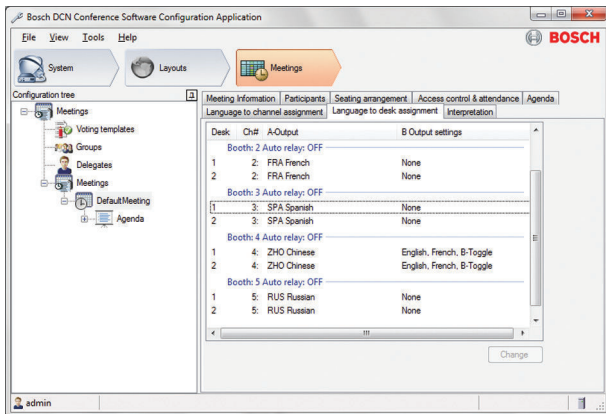 Bosch DCN Conference Software Configuration Application
File View Tools Help
BOSCH
System
Layouts
Meetings
Configuration tree
Meetings
Voting templates
Groups
Delegates
Meetings
DefaultMeeting
Agenda
Meeting Information Participants Seating arrangement Access control & attendance Agenda
Language to channel assignment Language to desk assignment Interpretation
Desk Ch# A-Output B Output settings
Booth: 2 Auto relay: OFF
1 2: FRA French None
2 2: FRA French None
Booth: 3 Auto relay: OFF
1 3: SPA Spanish None
2 3: SPA Spanish None
Booth: 4 Auto relay: OFF
1 4: ZHO Chinese English, French, B-Toggle
2 4: ZHO Chinese English, French, B-Toggle
Booth: 5 Auto relay: OFF
1 5: RUS Russian None
2 5: RUS Russian None
Change
admin